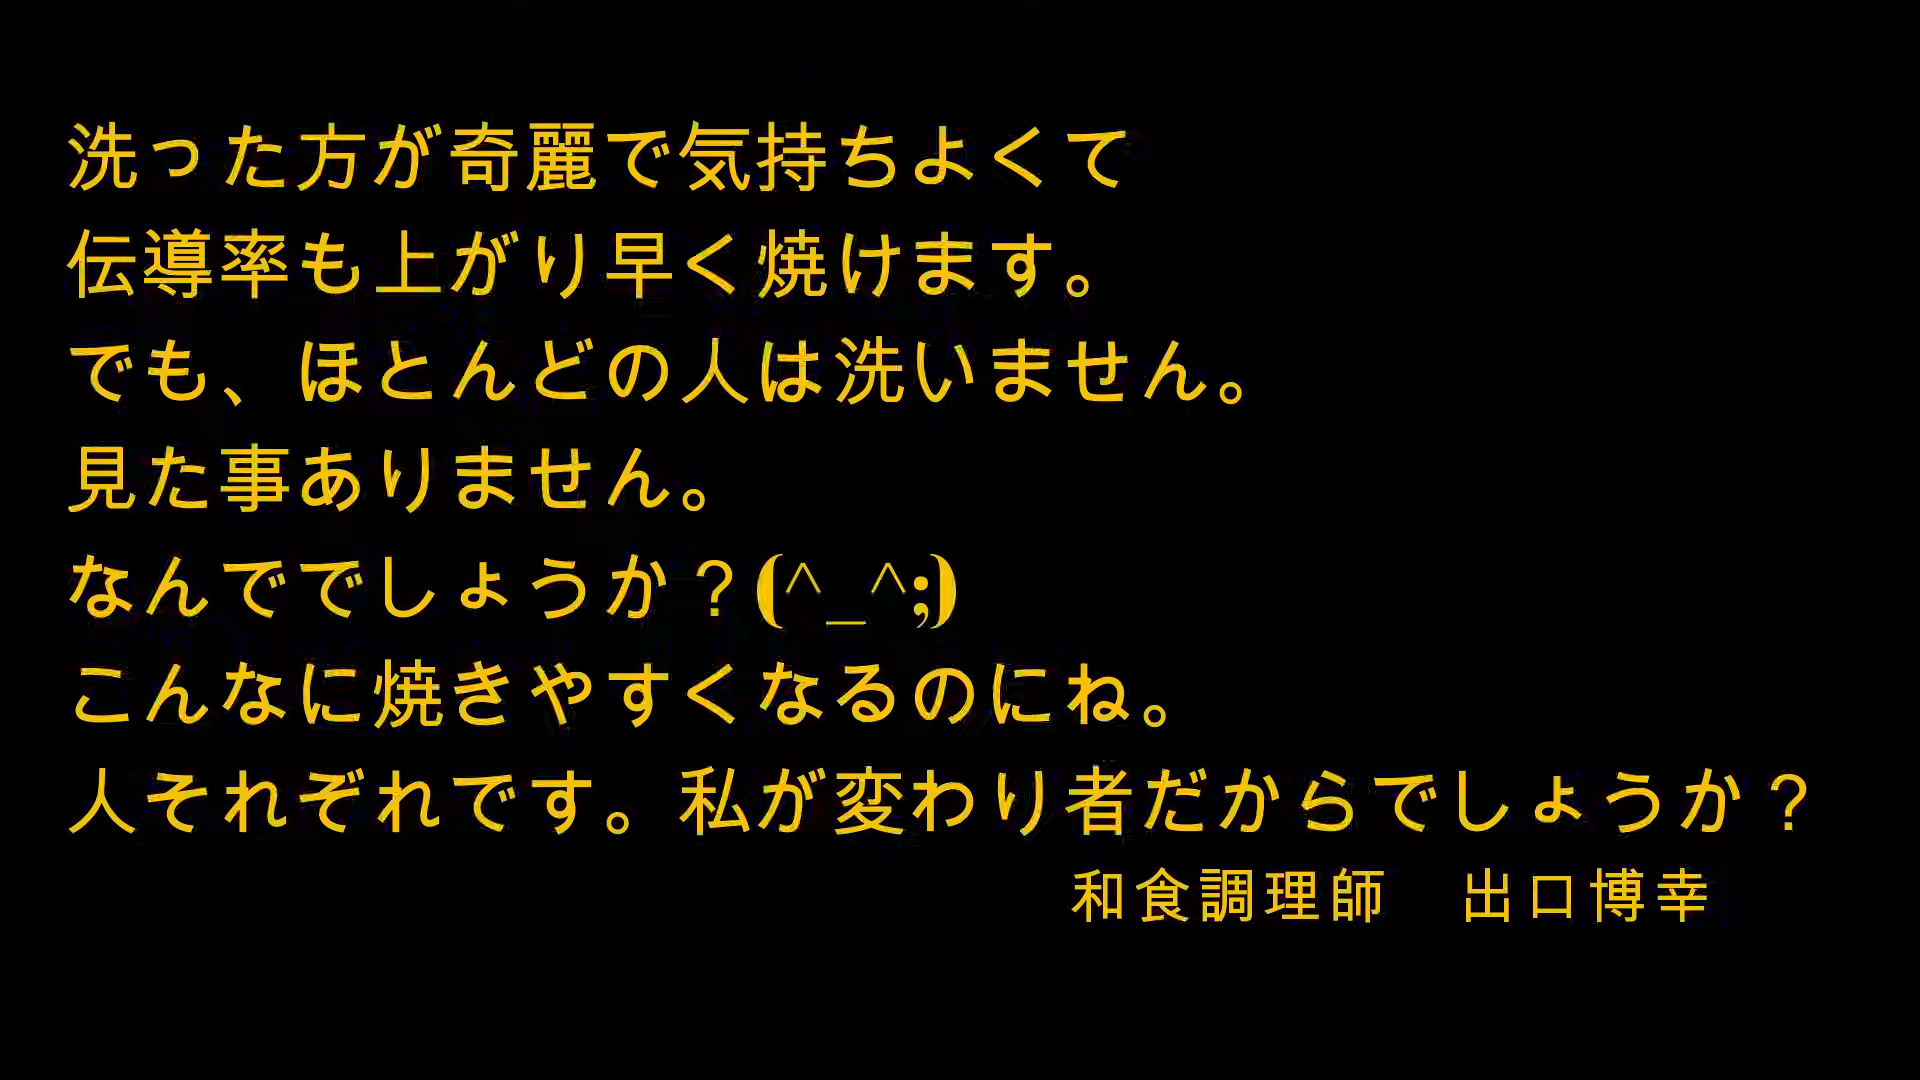 洗った方が奇麗で気持ちよくて
伝導率も上がり早く焼けます。
でも、ほとんどの人は洗いません。
見た事ありません。
なんででしょうか？(^_^;)
こんなに焼きやすくなるのにね。
人それぞれです。私が変わり者だからでしょうか？
和食調理師　出口博幸